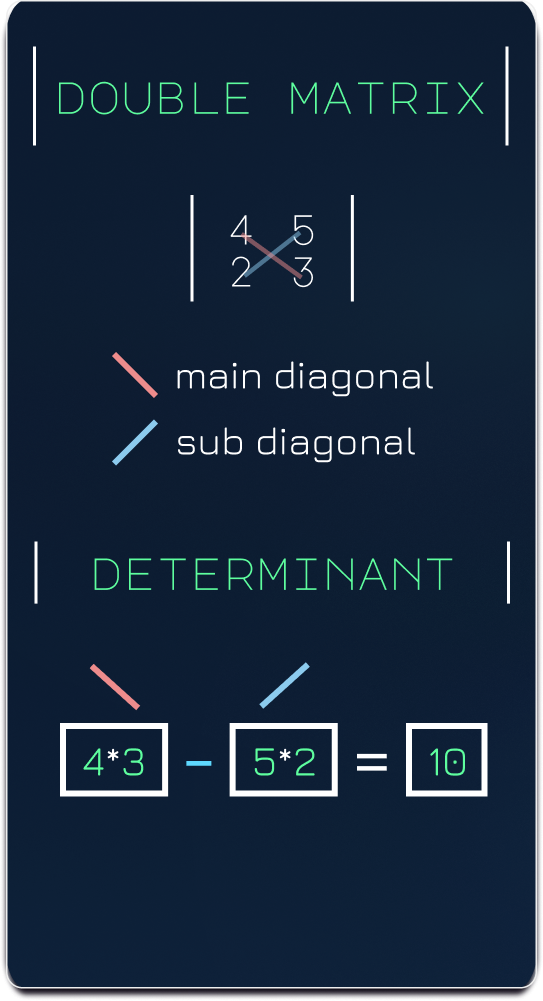 DOUBLE MATRIX
4 5
2 3
main diagonal
sub diagonal
DETERMINANT
4*3 - 5*2 = 10